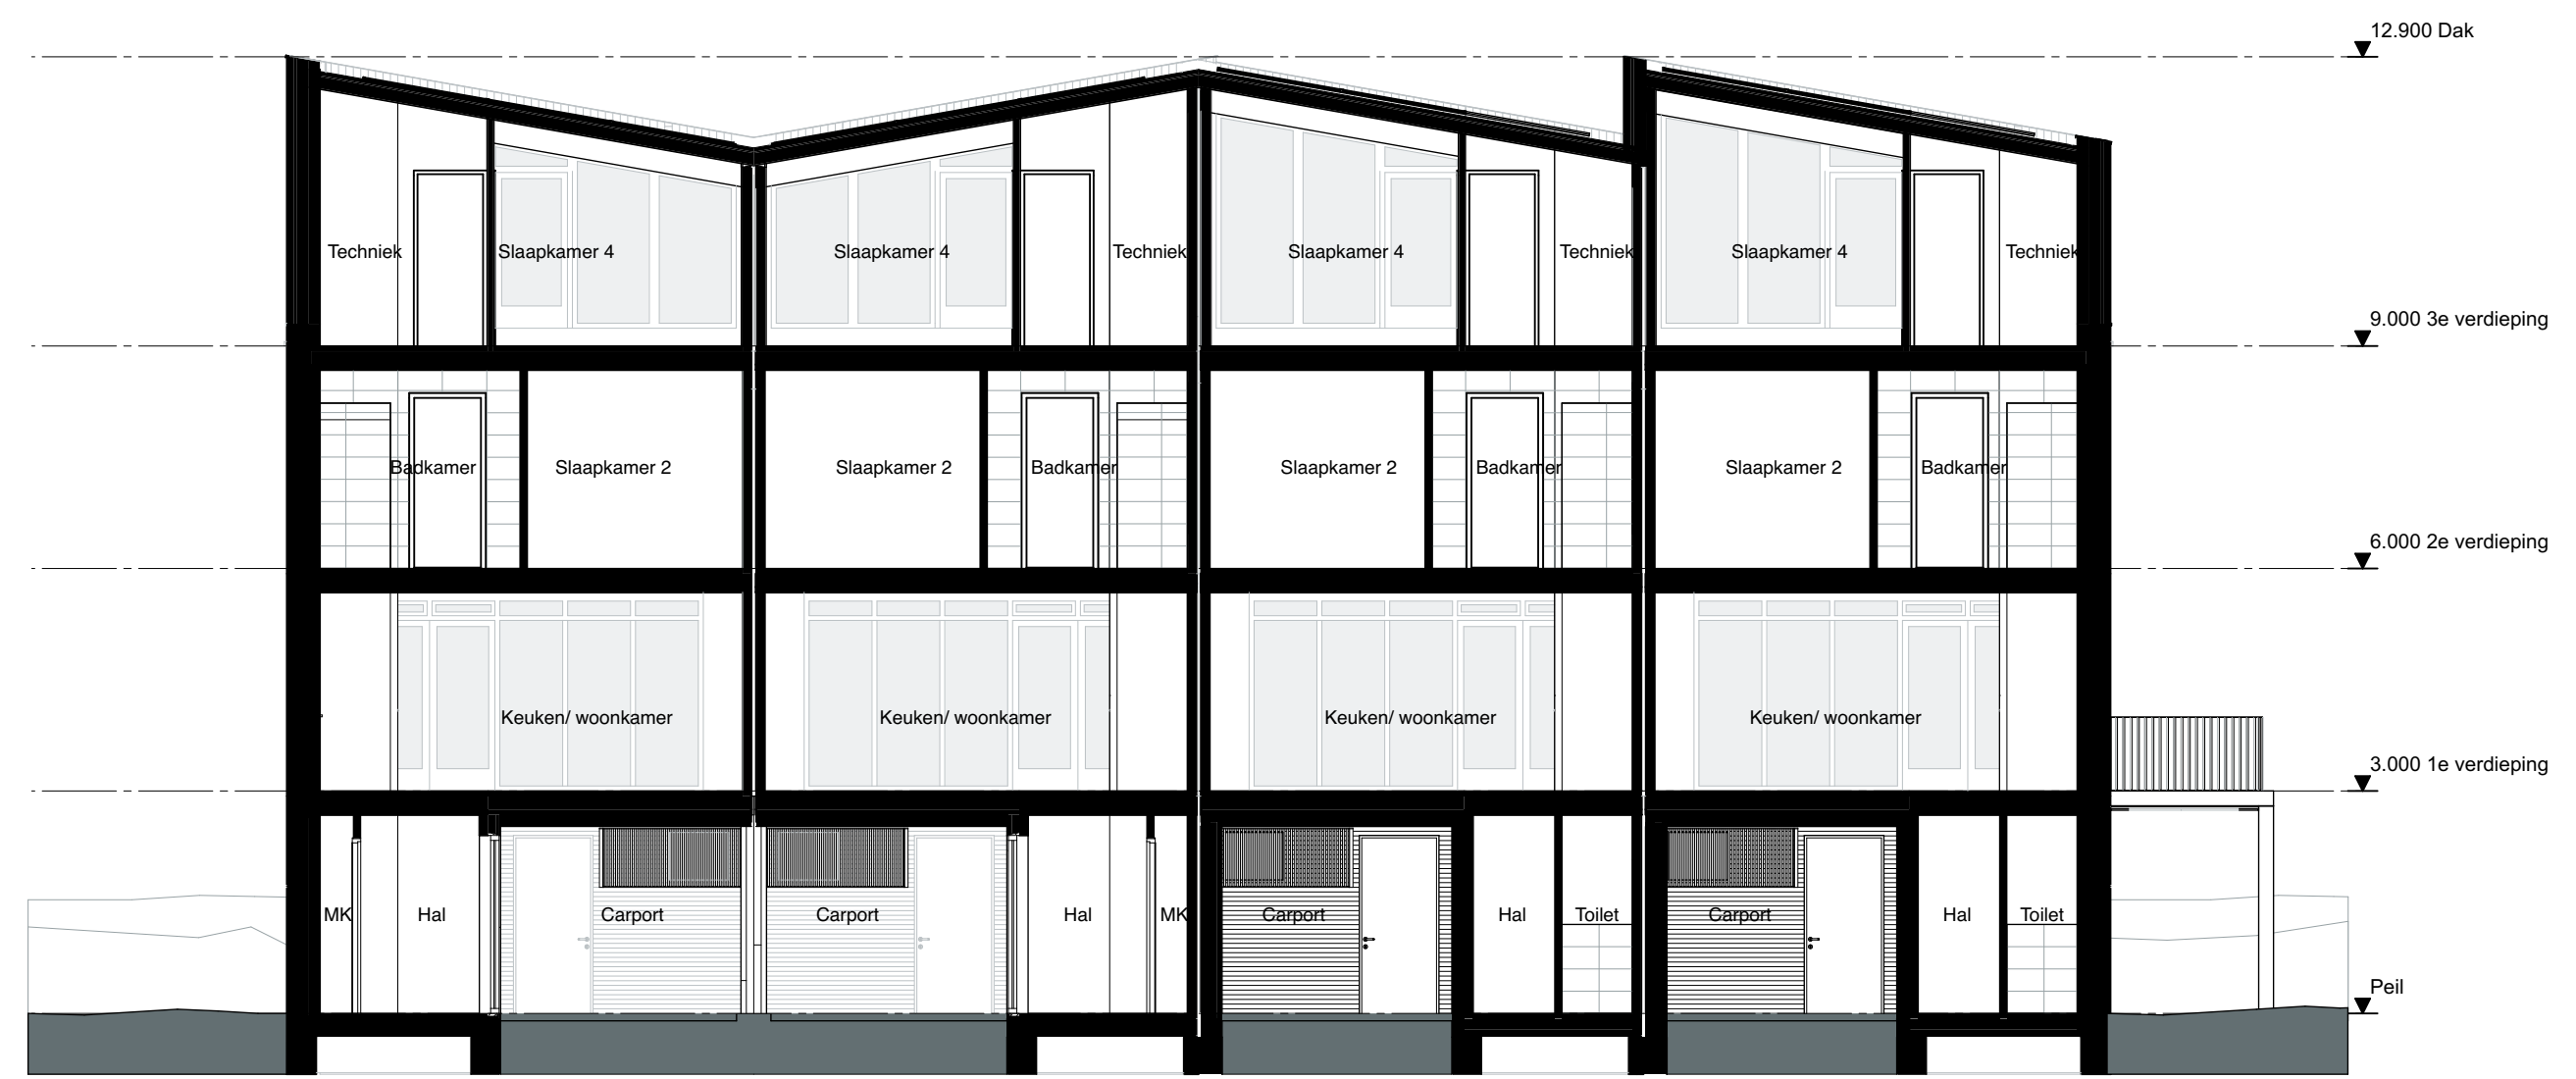 12.900 Dak
Techniek Slaapkamer 4 Slaapkamer 4 Techniek Slaapkamer 4 Techniek Slaapkamer 4 Techniek
9.000 3e verdieping
Badkamer Slaapkamer 2 Slaapkamer 2 Badkamer Slaapkamer 2 Badkamer Slaapkamer 2 Badkamer
6.000 2e verdieping
Keuken/ woonkamer Keuken/ woonkamer Keuken/ woonkamer Keuken/ woonkamer
3.000 1e verdieping
MK Hal Carport Carport Hal MK Carport Hal Toilet Carport Hal Toilet
Peil